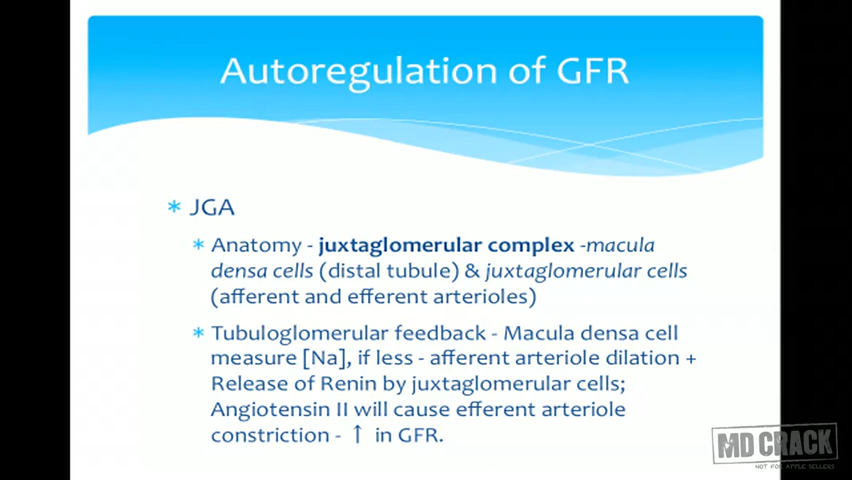 Autoregulation of GFR
* JGA
* Anatomy - juxtaglomerular complex -macula
densa cells (distal tubule) & juxtaglomerular cells
(afferent and efferent arterioles)
* Tubuloglomerular feedback - Macula densa cell
measure [Na], if less - afferent arteriole dilation +
Release of Renin by juxtaglomerular cells;
Angiotensin II will cause efferent arteriole
constriction - ↑ in GFR.
MD CRACK
NOT FOR APPLE SELLERS